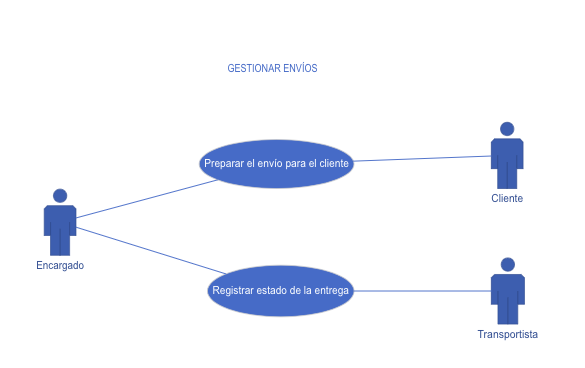 GESTIONAR ENVÍOS
Preparar el envío para el cliente
Cliente
Encargado
Registrar estado de la entrega
Transportista